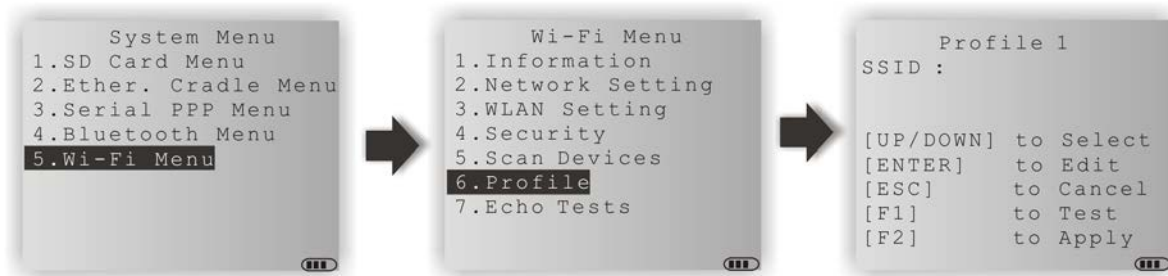 System Menu
1.SD Card Menu
2.Ether. Cradle Menu
3.Serial PPP Menu
4.Bluetooth Menu
5.Wi-Fi Menu
Wi-Fi Menu
1.Information
2.Network Setting
3.WLAN Setting
4.Security
5.Scan Devices
6.Profile
7.Echo Tests
Profile 1
SSID :
[UP/DOWN] to Select
[ENTER] to Edit
[ESC] to Cancel
[F1] to Test
[F2] to Apply